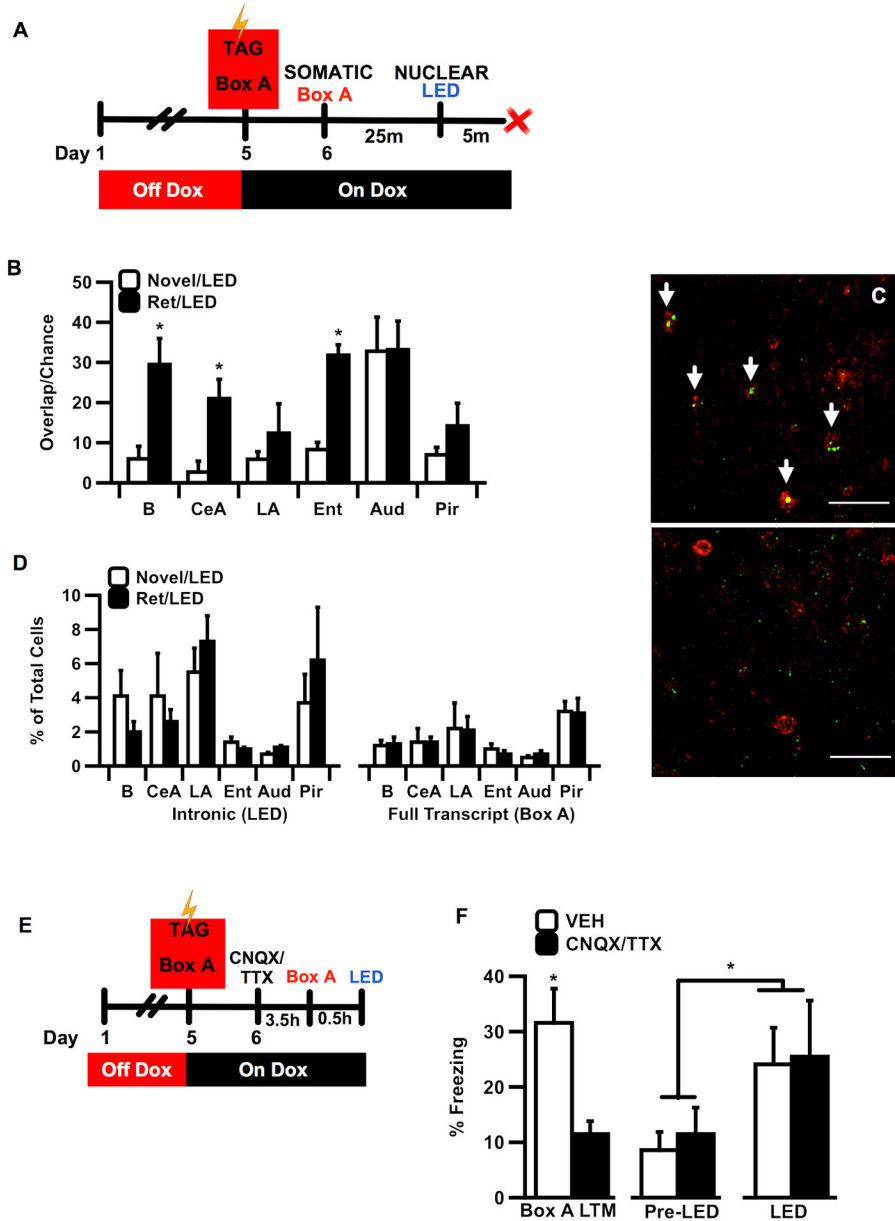 A
TAG
Box A
SOMATIC
Box A
NUCLEAR
LED
25m
5m
Day 1
5
6
Off Dox
On Dox
B
Novel/LED
Ret/LED
Overlap/Chance
50
40
30
20
10
0
*
*
*
B CeA LA Ent Aud Pir
C
D
Novel/LED
Ret/LED
% of Total Cells
10
8
6
4
2
0
B CeA LA Ent Aud Pir
Intronic (LED)
B CeA LA Ent Aud Pir
Full Transcript (Box A)
E
TAG
Box A
CNQX/
TTX
Box A
LED
3.5h
0.5h
Day
1
5
6
Off Dox
On Dox
F
VEH
CNQX/TTX
% Freezing
40
30
20
10
0
*
*
Box A LTM
Pre-LED
LED